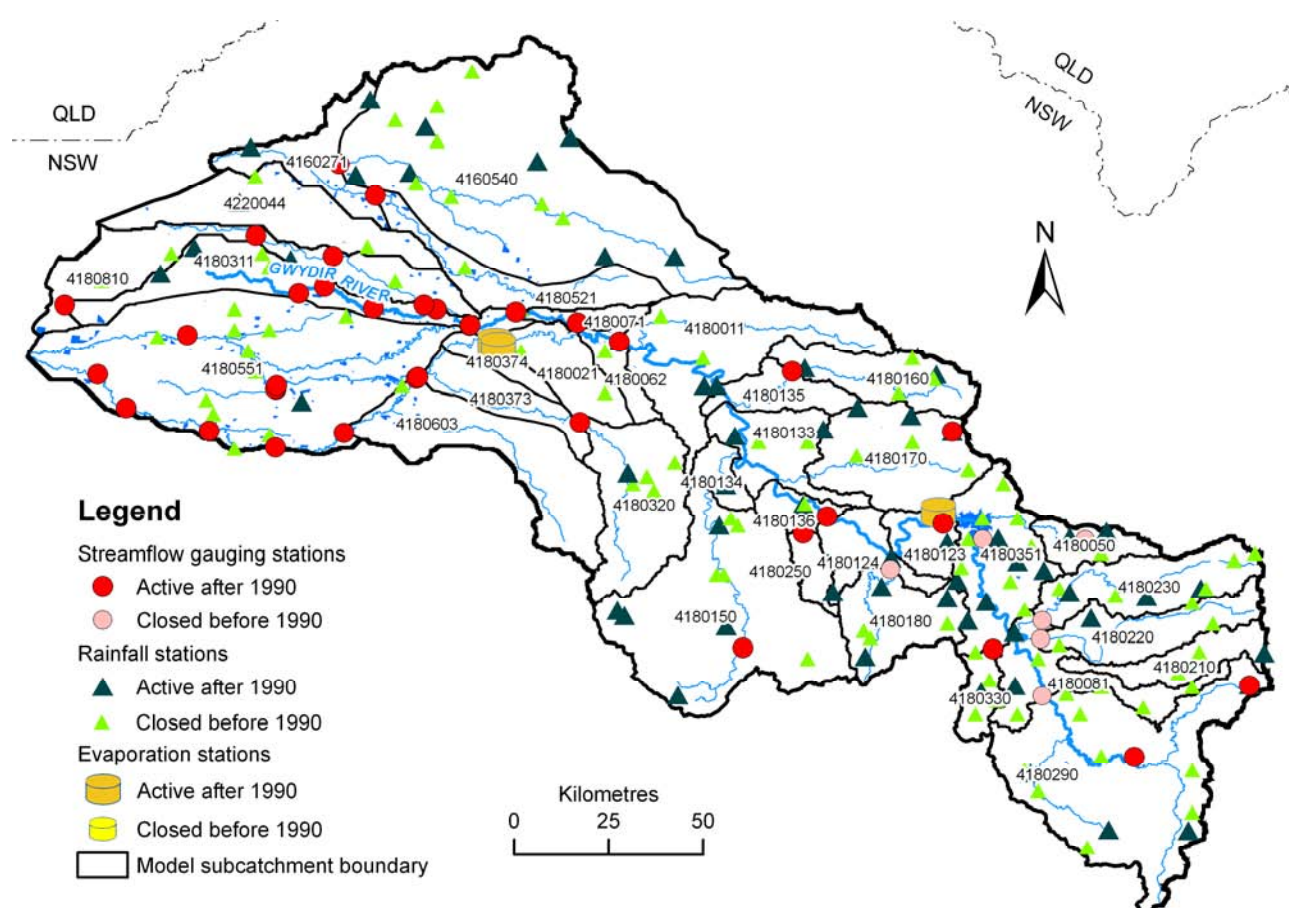 QLD
NSW
QLD
NSW
4160271
4160540
4220044
4180311
4180810
GWYDIR RIVER
4180521
4180071
4180011
4180374
4180021
4180062
4180551
4180373
4180603
4180135
4180160
4180133
4180170
4180134
4180320
4180136
4180123
4180351
4180050
4180250
4180124
4180230
4180150
4180180
4180220
4180210
4180081
4180330
4180290
N
Legend
Streamflow gauging stations
Active after 1990
Closed before 1990
Rainfall stations
Active after 1990
Closed before 1990
Evaporation stations
Active after 1990
Closed before 1990
Model subcatchment boundary
Kilometres
0 25 50